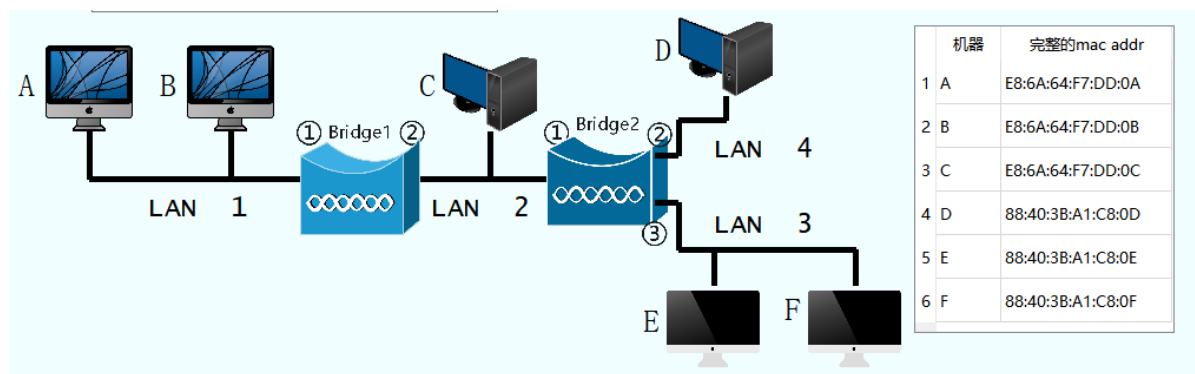 A
B
C
D
① Bridge1 ②
① Bridge2 ②
③
LAN 1
LAN 2
LAN 4
LAN 3
E
F
机器 完整的mac addr
1 A E8:6A:64:F7:DD:0A
2 B E8:6A:64:F7:DD:0B
3 C E8:6A:64:F7:DD:0C
4 D 88:40:3B:A1:C8:0D
5 E 88:40:3B:A1:C8:0E
6 F 88:40:3B:A1:C8:0F